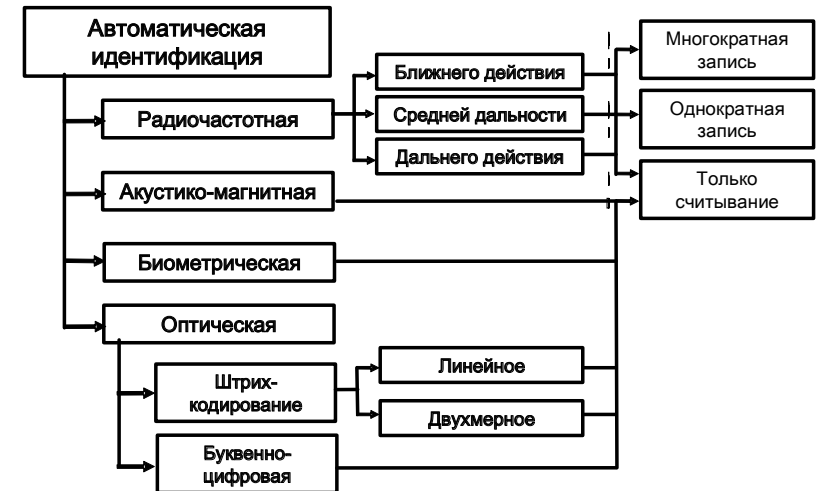 Автоматическая
идентификация
Радиочастотная
Ближнего действия
Средней дальности
Дальнего действия
Многократная
запись
Однократная
запись
Только
считывание
Акустико-магнитная
Биометрическая
Оптическая
Штрих-
кодирование
Линейное
Двухмерное
Буквенно-
цифровая